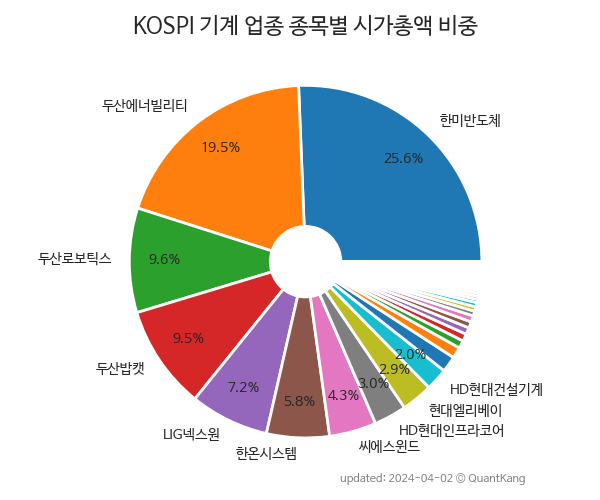 KOSPI 기계 업종 종목별 시가총액 비중
한미반도체
25.6%
두산에너빌리티
19.5%
두산로보틱스
9.6%
두산밥캣
9.5%
LIG넥스원
7.2%
한온시스템
5.8%
씨에스윈드
4.3%
HD현대인프라코어
3.0%
현대엘리베이
2.9%
HD현대건설기계
2.0%
updated: 2024-04-02 © QuantKang